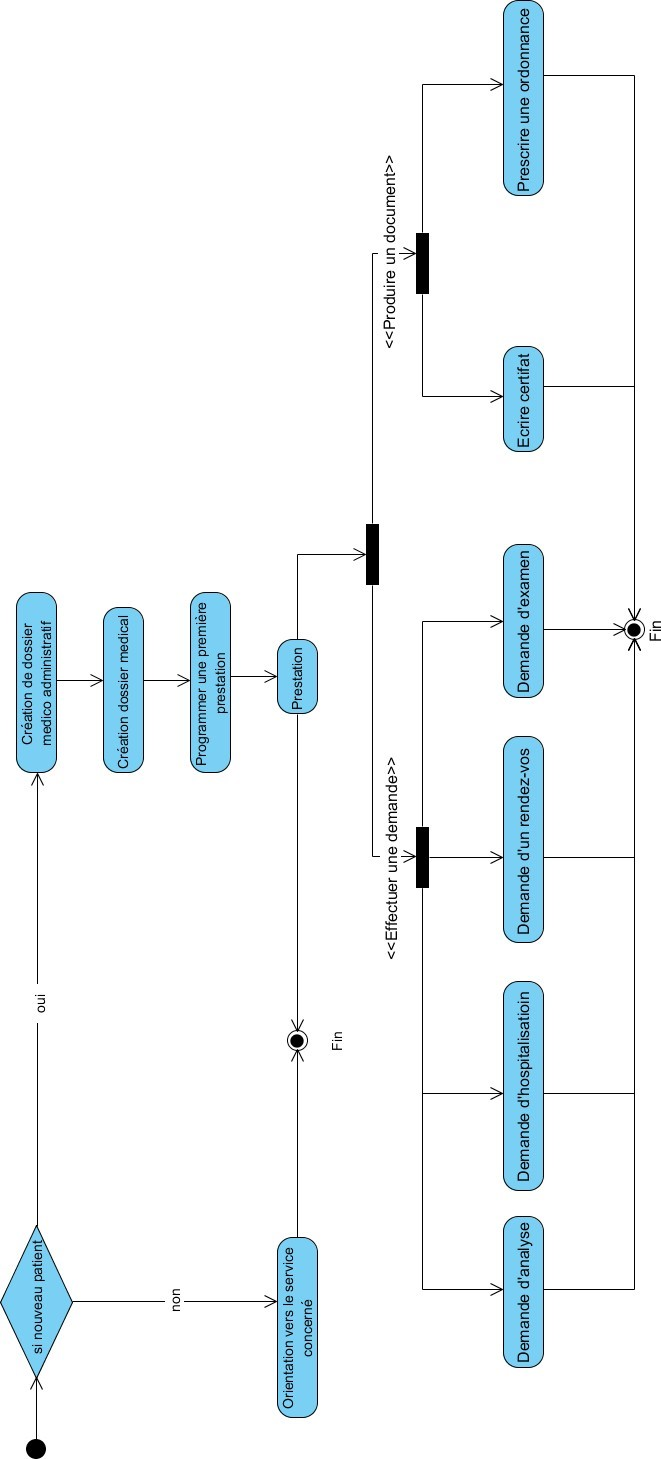 si nouveau patient
oui
non
Création de dossier
medico administratif
Création dossier medical
Programmer une première
prestation
Orientation vers le service
concerné
Fin
Prestation
<<Effectuer une demande>>
<<Produire un document>>
Demande d'analyse
Demande d'hospitalisatioin
Demande d'un rendez-vos
Demande d'examen
Ecrire certifat
Prescrire une ordonnance
Fin